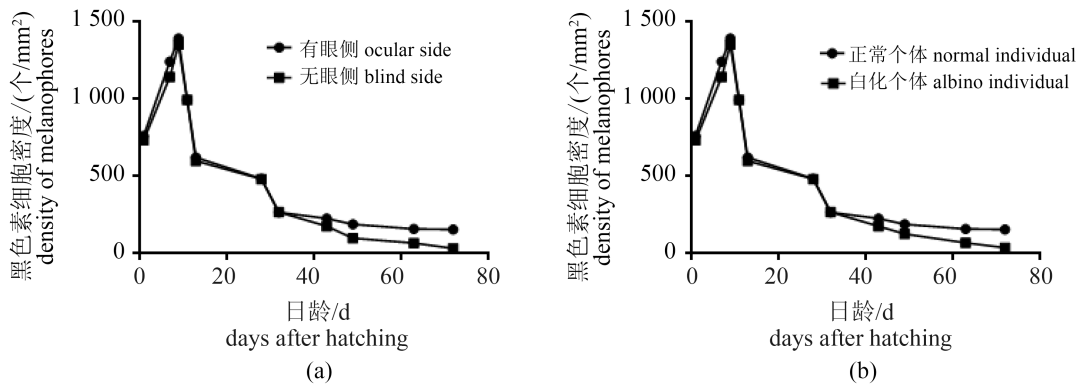 黑色素细胞密度/(个/mm²)
density of melanophores
1 500
1 000
500
0
有眼侧 ocular side
无眼侧 blind side
0 20 40 60 80
日龄/d
days after hatching
(a)
黑色素细胞密度/(个/mm²)
density of melanophores
1 500
1 000
500
0
正常个体 normal individual
白化个体 albino individual
0 20 40 60 80
日龄/d
days after hatching
(b)